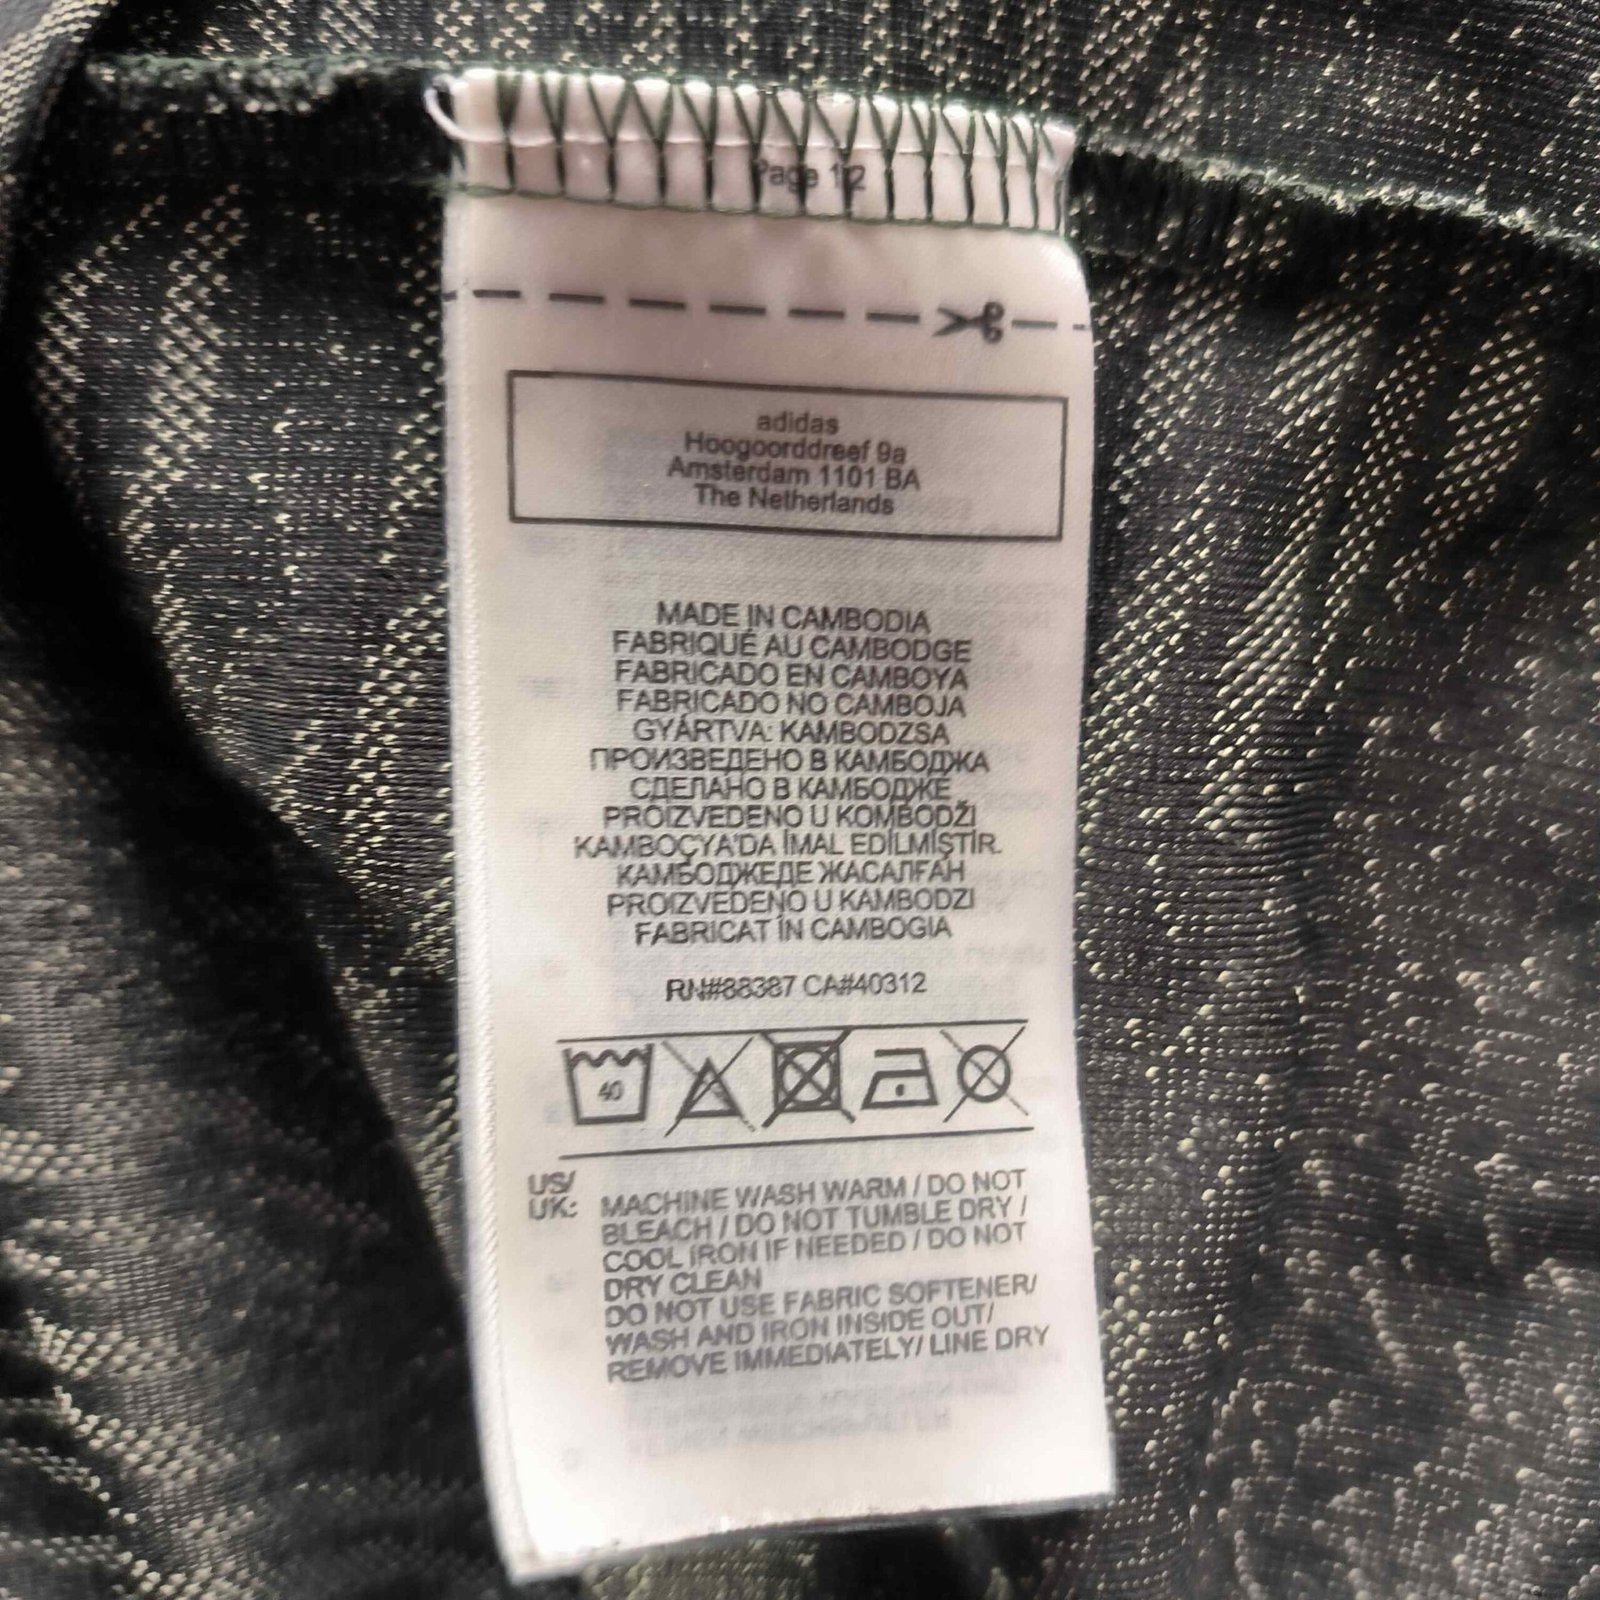 Page 12
adidas
Hoogoorddreef 9a
Amsterdam 1101 BA
The Netherlands
MADE IN CAMBODIA
FABRIQUÉ AU CAMBODGE
FABRICADO EN CAMBOYA
FABRICADO NO CAMBOJA
GYÁRTVA: KAMBODZSA
ПРОИЗВЕДЕНО В КАМБОДЖА
СДЕЛАНО В КАМБОДЖЕ
PROIZVEDENO U KOMBODŽI
KAMBOÇYA'DA İMAL EDİLMİŞTİR.
КАМБОДЖЕДЕ ЖАСАЛҒАН
PROIZVEDENO U KAMBODZI
FABRICAT ÎN CAMBOGIA
RN#88387 CA#40312
40
US/
UK: MACHINE WASH WARM / DO NOT
BLEACH / DO NOT TUMBLE DRY /
COOL IRON IF NEEDED / DO NOT
DRY CLEAN
DO NOT USE FABRIC SOFTENER/
WASH AND IRON INSIDE OUT/
REMOVE IMMEDIATELY/ LINE DRY